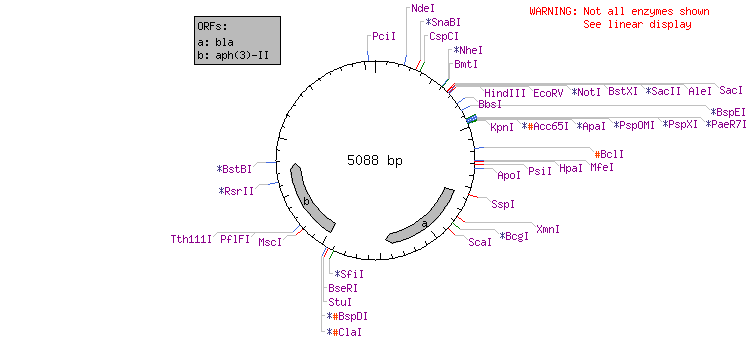 ORFs:
a: bla
b: aph(3)-II
WARNING: Not all enzymes shown
See linear display
NdeI
*SnaBI
PciI
CspCI
*NheI
BmtI
HindIII EcoRV *NotI BstXI *SacII AleI SacI
BbsI
*BspEI
KpnI *#Acc65I *ApaI *PspOMI *PspXI *PaeR7I
5088 bp
#BclI
*BstBI
ApoI PsiI HpaI MfeI
*RsrII
b
SspI
a
XmnI
Tth111I PflFI MscI
ScaI *BcgI
*SfiI
BseRI
StuI
*#BspDI
*#ClaI